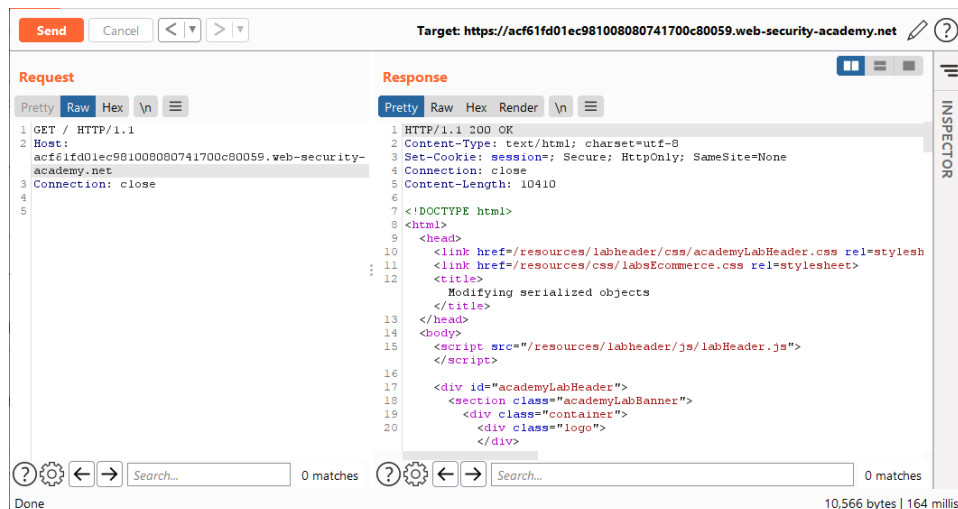 Send Cancel < | ▼ > | ▼ Target: https://acf61fd01ec981008080741700c80059.web-security-academy.net ?
Request
Pretty Raw Hex \n
1 GET / HTTP/1.1
2 Host:
acf61fd01ec981008080741700c80059.web-security-
academy.net
3 Connection: close
4
5
? Search... 0 matches
Response
Pretty Raw Hex Render \n
1 HTTP/1.1 200 OK
2 Content-Type: text/html; charset=utf-8
3 Set-Cookie: session=; Secure; HttpOnly; SameSite=None
4 Connection: close
5 Content-Length: 10410
6
7 <!DOCTYPE html>
8 <html>
9 <head>
10 <link href=/resources/labheader/css/academyLabHeader.css rel=stylesh
11 <link href=/resources/css/labsEcommerce.css rel=stylesheet>
12 <title>
Modifying serialized objects
</title>
13 </head>
14 <body>
15 <script src="/resources/labheader/js/labHeader.js">
</script>
16
17 <div id="academyLabHeader">
18 <section class="academyLabBanner">
19 <div class="container">
20 <div class="logo">
</div>
? Search... 0 matches
INSPECTOR
Done 10,566 bytes | 164 millis